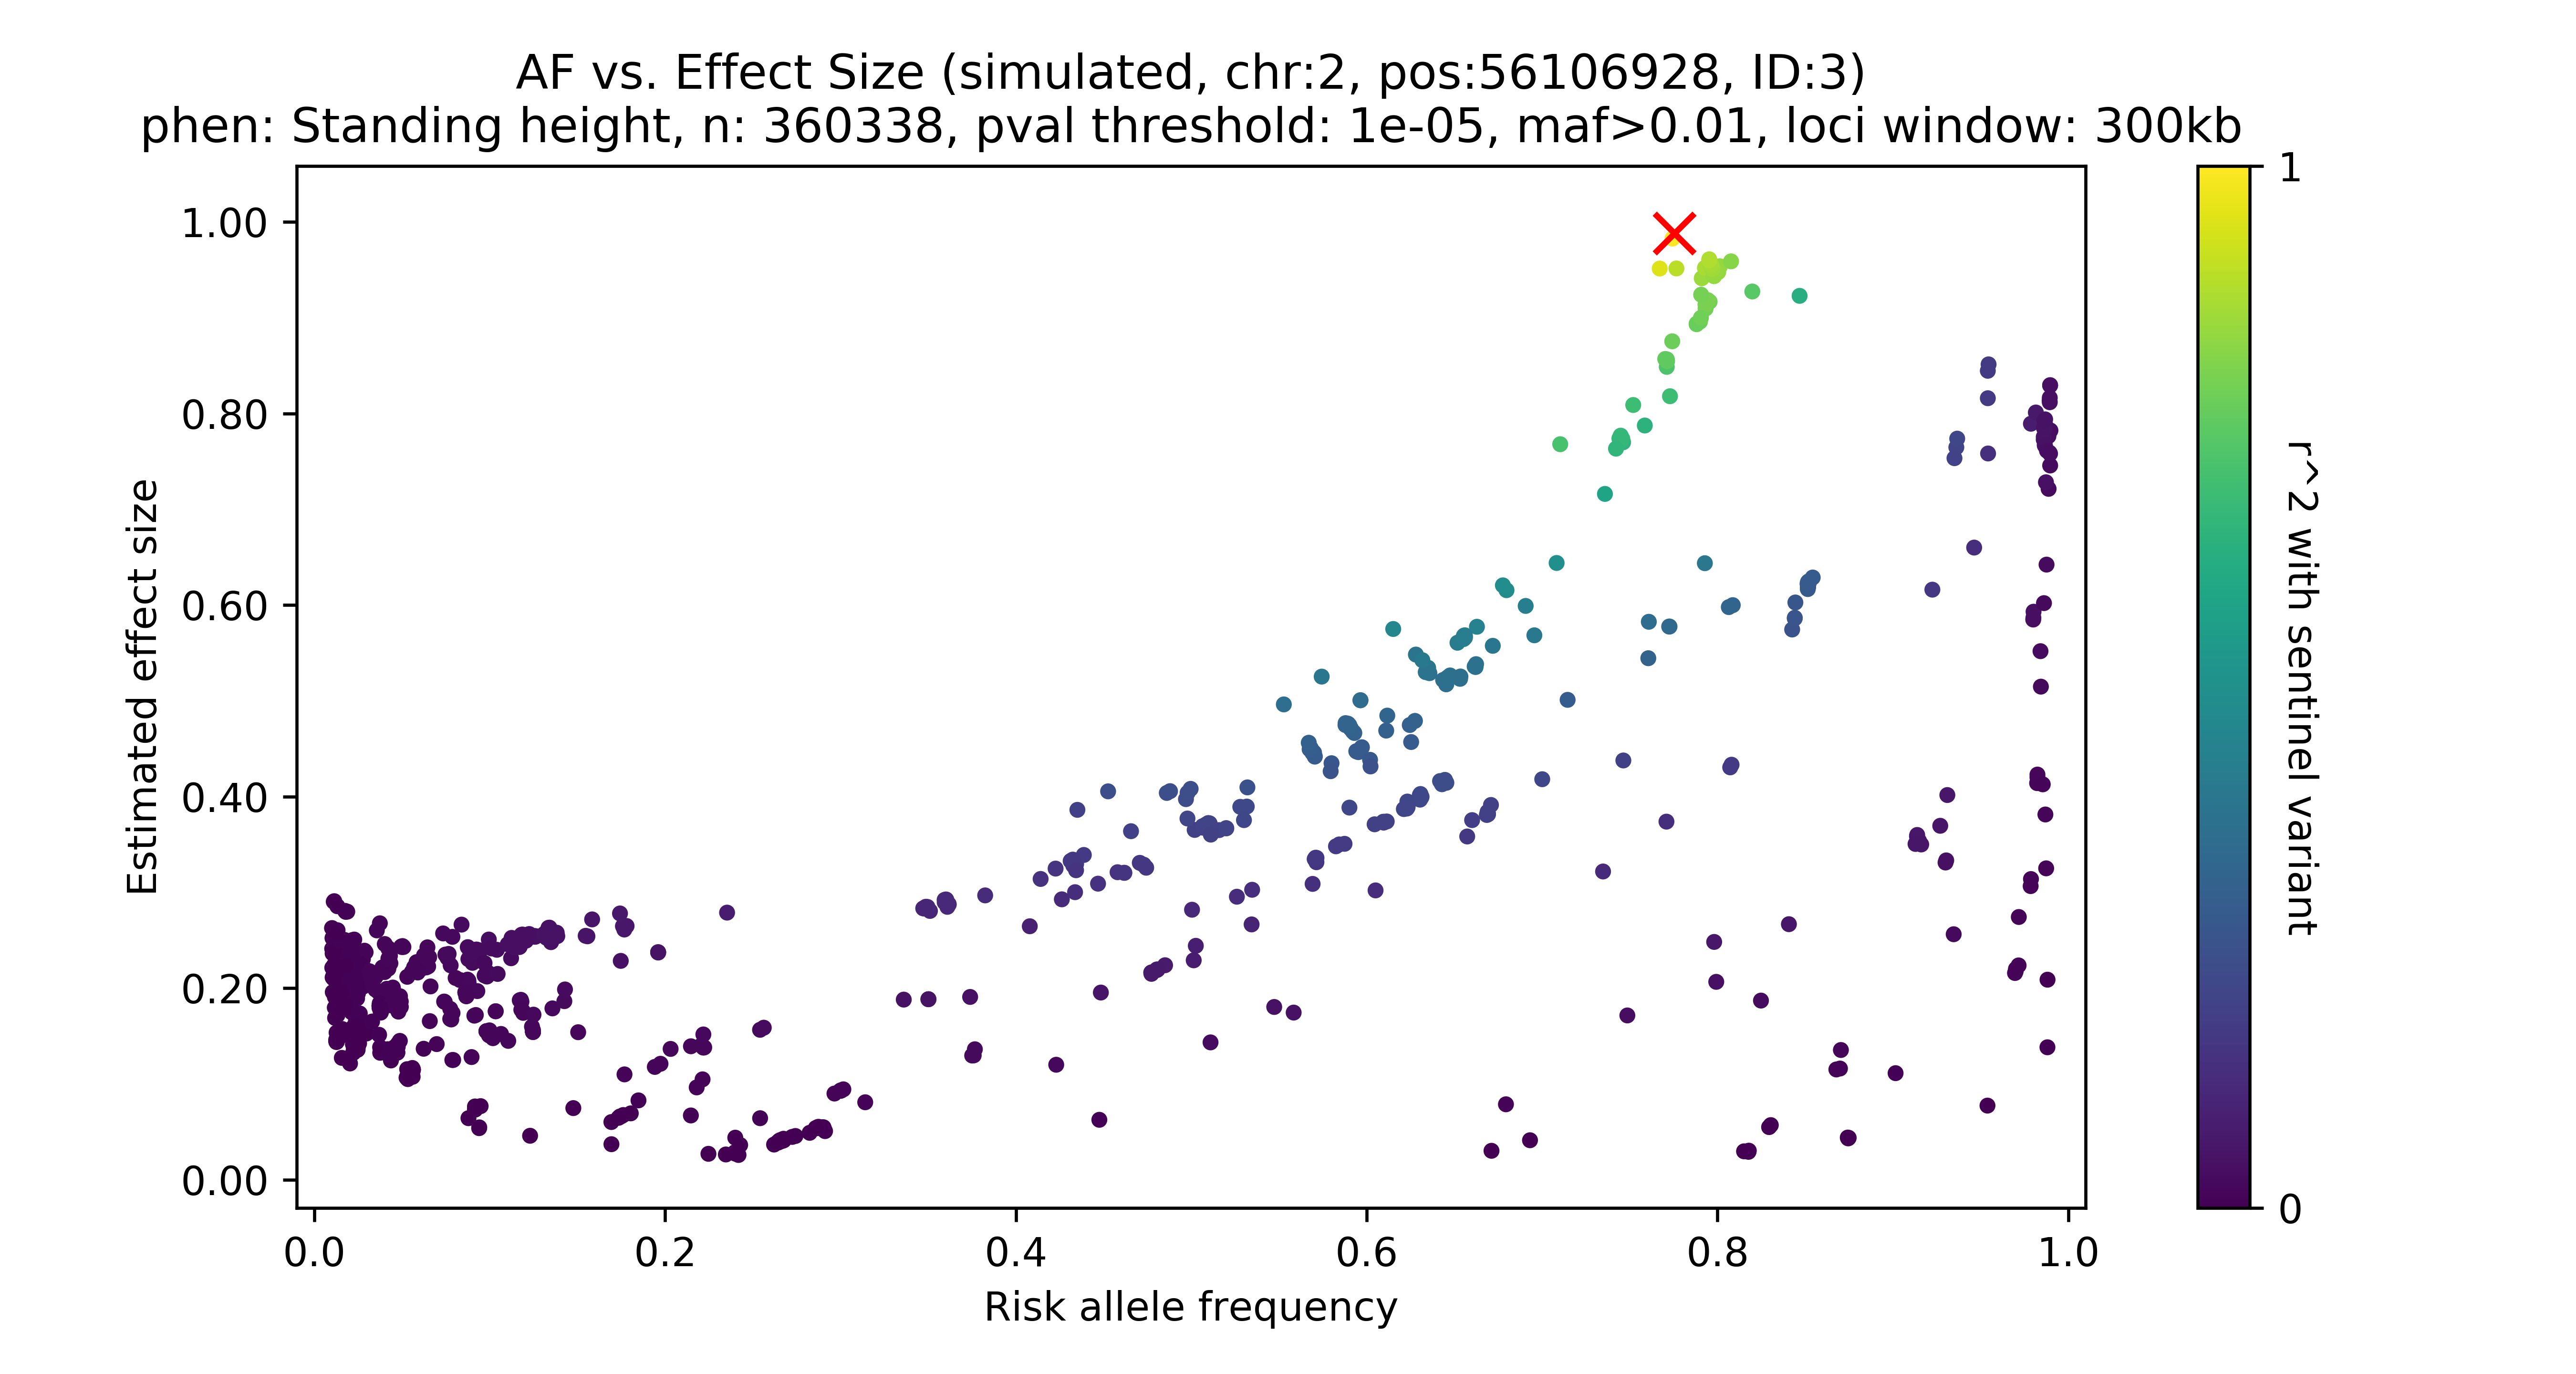 AF vs. Effect Size (simulated, chr:2, pos:56106928, ID:3)
phen: Standing height, n: 360338, pval threshold: 1e-05, maf>0.01, loci window: 300kb
1.00
0.80
0.60
0.40
0.20
0.00
Estimated effect size
0.0 0.2 0.4 0.6 0.8 1.0
Risk allele frequency
1
0
r^2 with sentinel variant